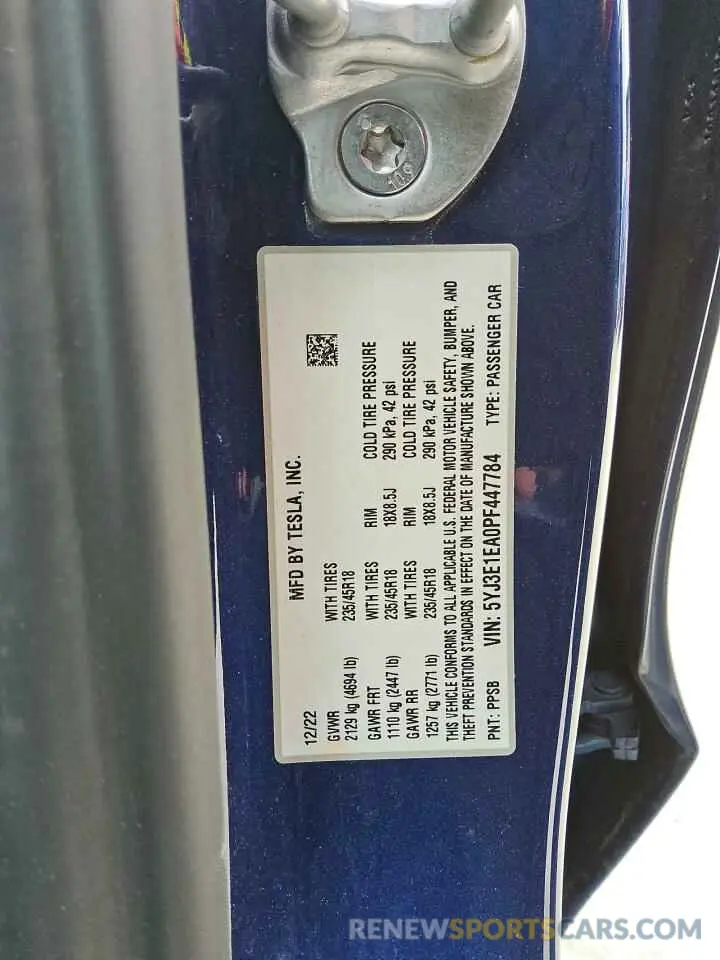 10.9
MFD BY TESLA, INC.
12/22
GVWR WITH TIRES
2129 kg (4694 lb) 235/45R18
GAWR FRT WITH TIRES RIM COLD TIRE PRESSURE
1110 kg (2447 lb) 235/45R18 18X8.5J 290 kPa, 42 psi
GAWR RR WITH TIRES RIM COLD TIRE PRESSURE
1257 kg (2771 lb) 235/45R18 18X8.5J 290 kPa, 42 psi
THIS VEHICLE CONFORMS TO ALL APPLICABLE U.S. FEDERAL MOTOR VEHICLE SAFETY, BUMPER, AND
THEFT PREVENTION STANDARDS IN EFFECT ON THE DATE OF MANUFACTURE SHOWN ABOVE.
PNT: PPSB VIN: 5YJ3E1EA0PF447784 TYPE: PASSENGER CAR
RENEWSPORTSCARS.COM